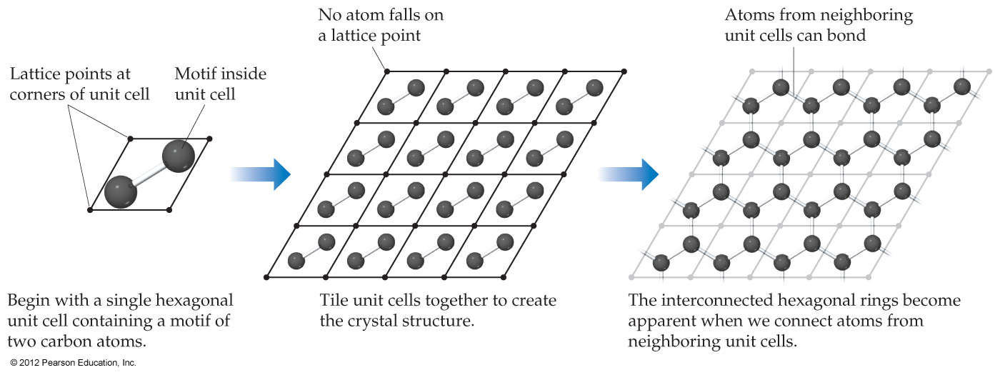 No atom falls on
a lattice point
Atoms from neighboring
unit cells can bond
Lattice points at
corners of unit cell
Motif inside
unit cell
Begin with a single hexagonal
unit cell containing a motif of
two carbon atoms.
Tile unit cells together to create
the crystal structure.
The interconnected hexagonal rings become
apparent when we connect atoms from
neighboring unit cells.
© 2012 Pearson Education, Inc.